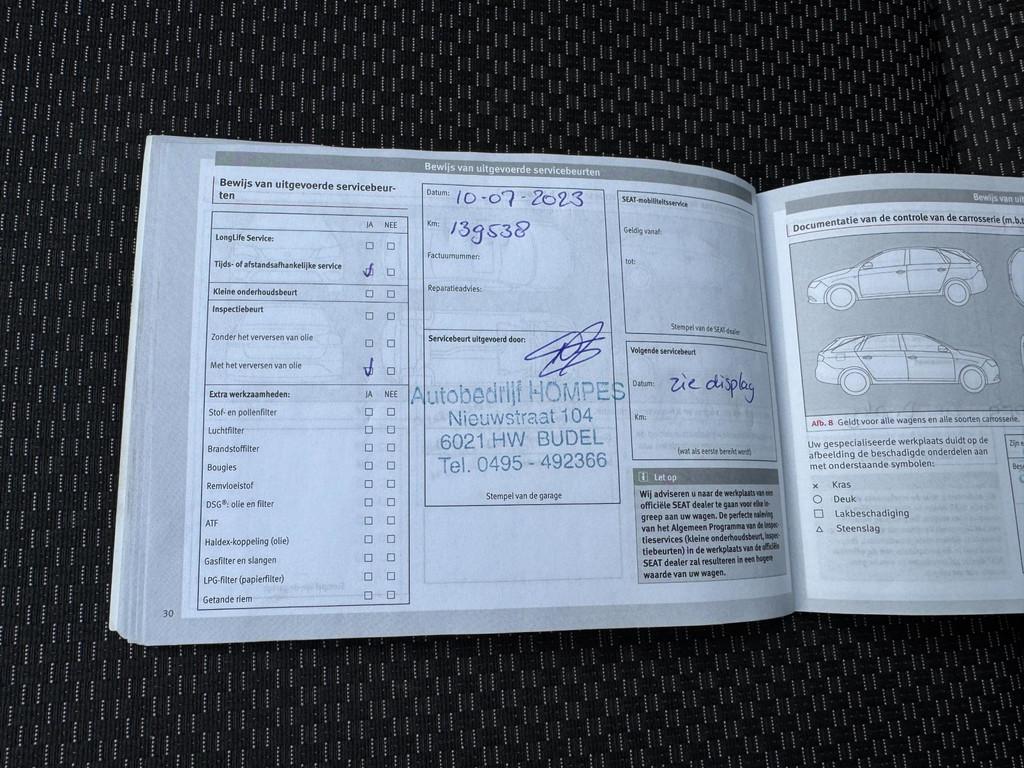 Bewijs van uitgevoerde servicebeurten
Bewijs van uitgevoerde servicebeur-
ten
JA NEE
LongLife Service:
Tijds- of afstandsafhankelijke service
Kleine onderhoudsbeurt
Inspectiebeurt
Zonder het verversen van olie
Met het verversen van olie
Extra werkzaamheden: JA NEE
Stof- en pollenfilter
Luchtfilter
Brandstoffilter
Bougies
Remvloeistof
DSG®: olie en filter
ATF
Haldex-koppeling (olie)
Gasfilter en slangen
LPG-filter (papierfilter)
Getande riem
30
Datum: 10-07-2023
Km: 139538
Factuurnummer:
Reparatieadvies:
Servicebeurt uitgevoerd door:
Autobedrijf HOMPES
Nieuwstraat 104
6021 HW BUDEL
Tel. 0495 - 492366
Stempel van de garage
SEAT-mobiliteitsservice
Geldig vanaf:
tot:
Stempel van de SEAT-dealer
Volgende servicebeurt
Datum: zie display
Km:
(wat als eerste bereikt word)
Let op
Wij adviseren u naar de werkplaats van een
officiële SEAT dealer te gaan voor elke in-
greep aan uw wagen. De perfecte naleving
van het Algemeen Programma van de Inspec-
tieservices (kleine onderhoudsbeurt, Inspec-
tiebeurten) in de werkplaats van de officiële
SEAT dealer zal resulteren in een hogere
waarde van uw wagen.
Bewijs van
Documentatie van de controle van de carrosserie (m.b.t
Afb. 8 Geldt voor alle wagens en alle soorten carrosserie.
Uw gespecialiseerde werkplaats duidt op de
afbeelding de beschadigde onderdelen aan
met onderstaande symbolen:
× Kras
○ Deuk
□ Lakbeschadiging
△ Steenslag